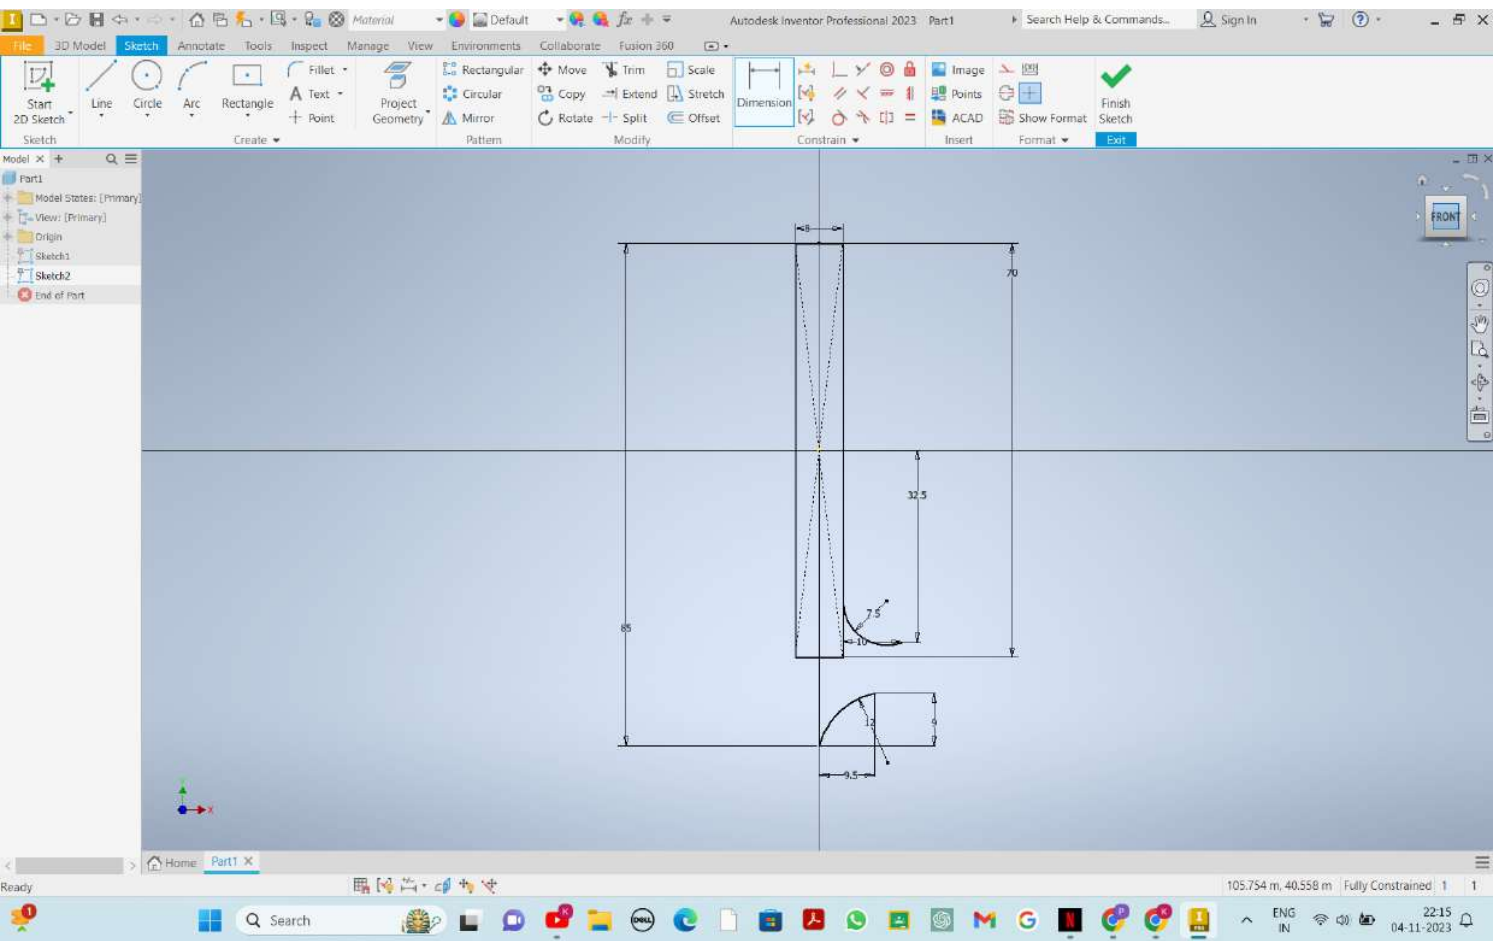 Material
Default
Autodesk Inventor Professional 2023 Part1
Search Help & Commands...
Sign In
File 3D Model Sketch Annotate Tools Inspect Manage View Environments Collaborate Fusion 360
Start
2D Sketch
Line
Circle
Arc
Rectangle
Fillet
Text
Point
Project
Geometry
Rectangular
Circular
Mirror
Move
Copy
Rotate
Trim
Extend
Split
Scale
Stretch
Offset
Dimension
Image
Points
ACAD
Show Format
Finish
Sketch
Sketch Create Pattern Modify Constrain Insert Format Exit
Model
Part1
Model States: [Primary]
View: [Primary]
Origin
Sketch1
Sketch2
End of Part
FRONT
8
70
32.5
7.5
10
85
12
9
9.5
Y
X
Home Part1
Ready
105.754 m, 40.558 m Fully Constrained 1 1
Search
ENG
IN
22:15
04-11-2023